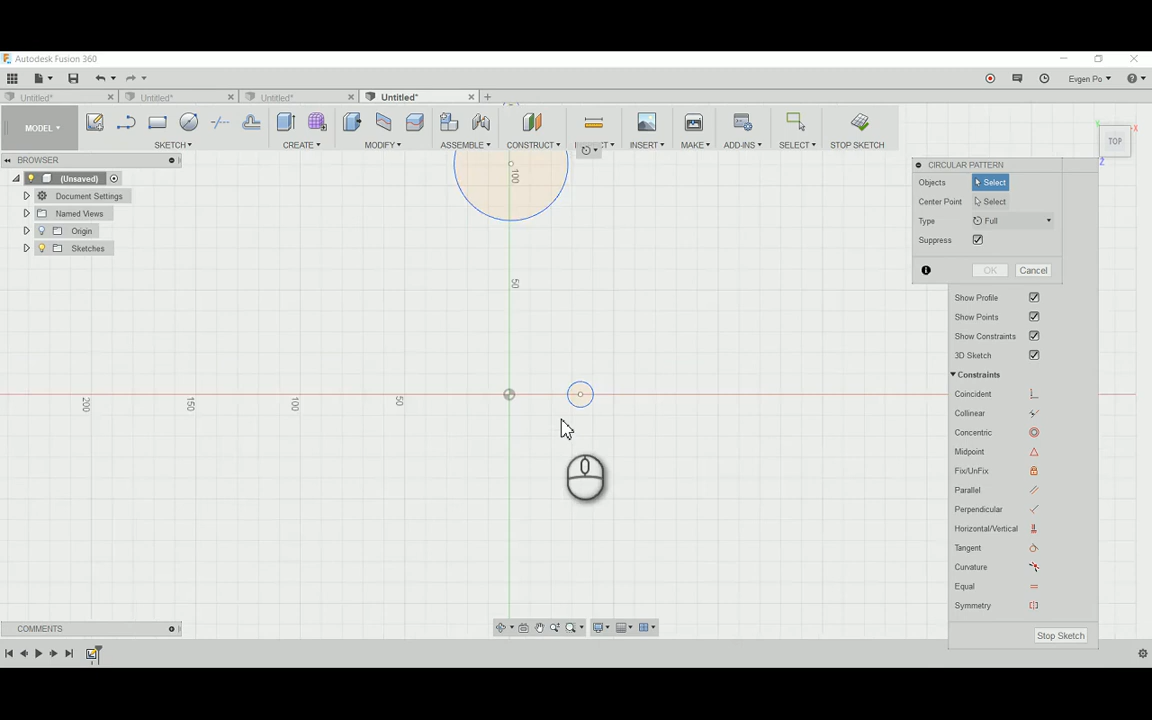 Autodesk Fusion 360
Evgen Po
Untitled*
Untitled*
Untitled*
Untitled*
MODEL
SKETCH
CREATE
MODIFY
ASSEMBLE
CONSTRUCT
INSERT
MAKE
ADD-INS
SELECT
STOP SKETCH
TOP
X
Y
Z
BROWSER
(Unsaved)
Document Settings
Named Views
Origin
Sketches
CIRCULAR PATTERN
Objects Select
Center Point Select
Type Full
Suppress
OK Cancel
Show Profile
Show Points
Show Constraints
3D Sketch
Constraints
Coincident
Collinear
Concentric
Midpoint
Fix/UnFix
Parallel
Perpendicular
Horizontal/Vertical
Tangent
Curvature
Equal
Symmetry
Stop Sketch
100
50
200
150
100
50
COMMENTS